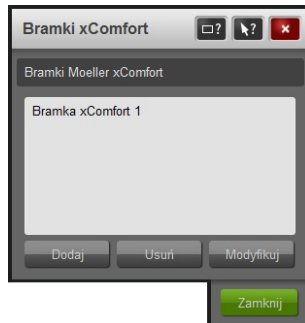 Bramki xComfort
Bramki Moeller xComfort
Bramka xComfort 1
Dodaj Usuń Modyfikuj
Zamknij